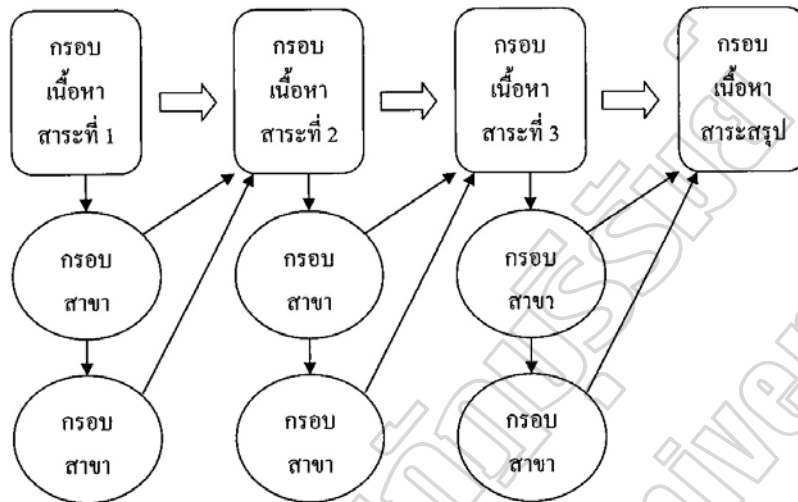 กรอบ
เนื้อหา
สาระที่ 1
กรอบ
เนื้อหา
สาระที่ 2
กรอบ
เนื้อหา
สาระที่ 3
กรอบ
เนื้อหา
สาระสรุป
กรอบ
สาขา
กรอบ
สาขา
กรอบ
สาขา
กรอบ
สาขา
กรอบ
สาขา
กรอบ
สาขา